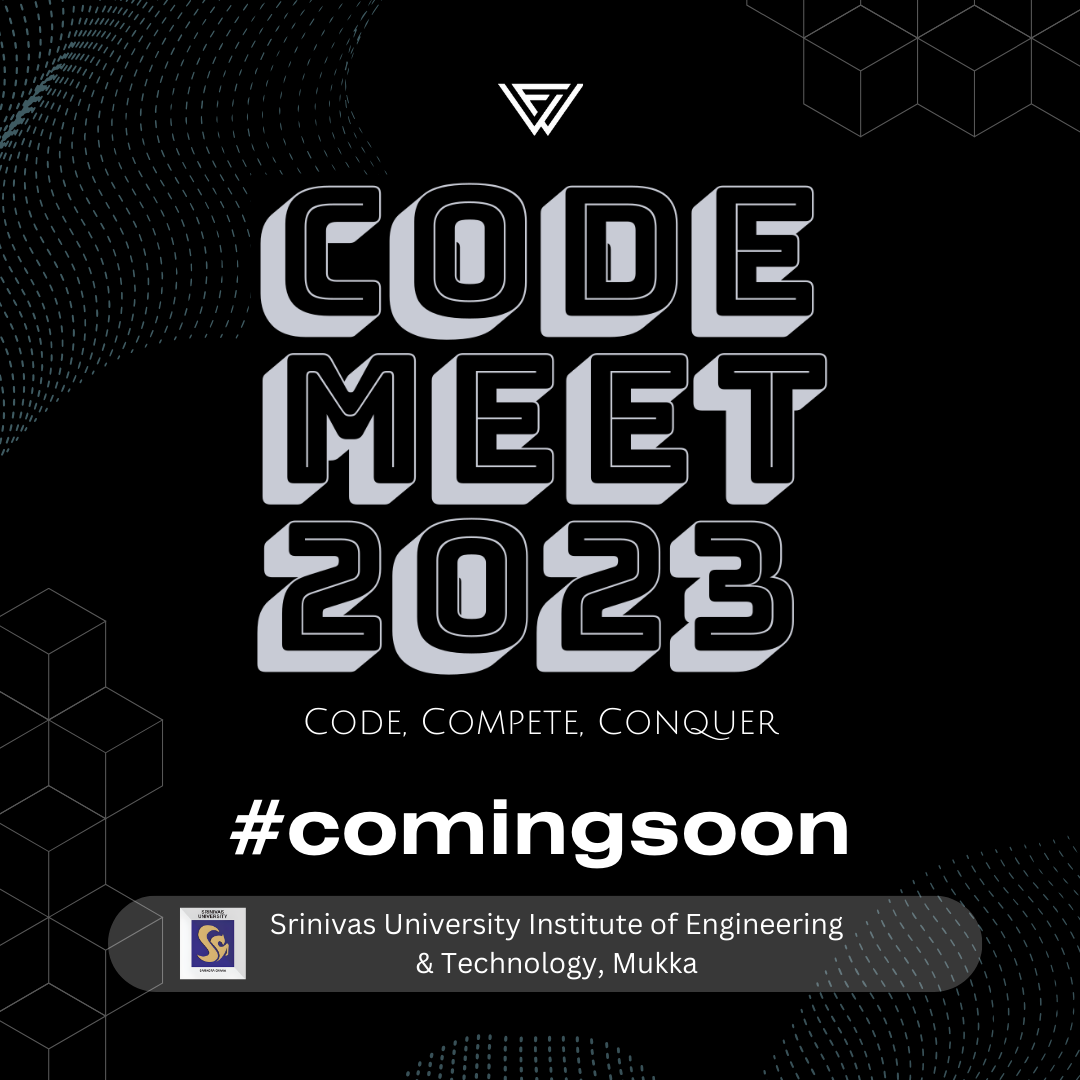 CODE
MEET
2023
Code, Compete, Conquer
#comingsoon
SRINIVAS
UNIVERSITY
Srinivas University Institute of Engineering
& Technology, Mukka